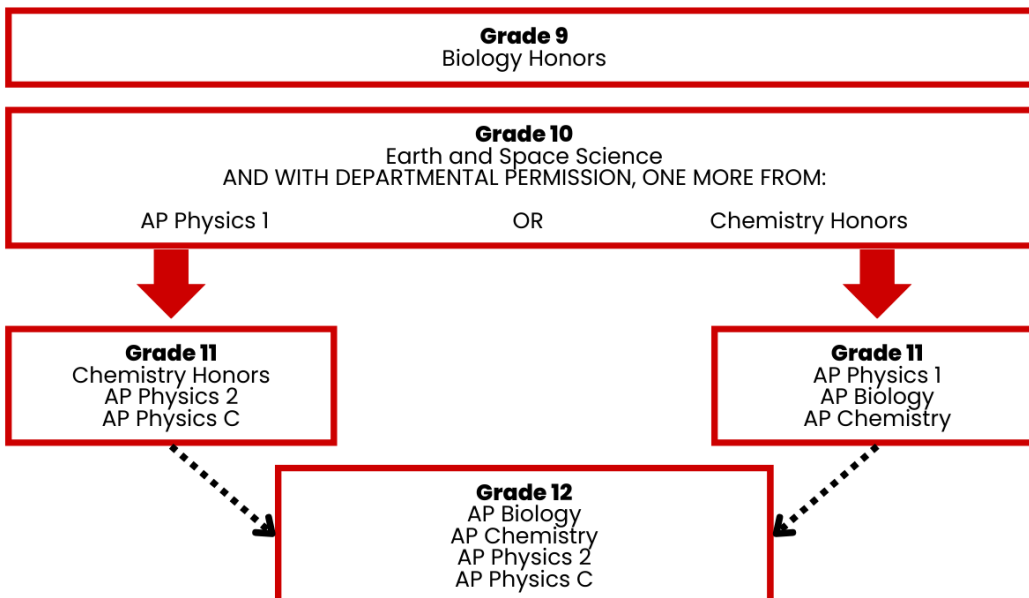 Grade 9
Biology Honors
Grade 10
Earth and Space Science
AND WITH DEPARTMENTAL PERMISSION, ONE MORE FROM:
AP Physics 1 OR Chemistry Honors
Grade 11
Chemistry Honors
AP Physics 2
AP Physics C
Grade 11
AP Physics 1
AP Biology
AP Chemistry
Grade 12
AP Biology
AP Chemistry
AP Physics 2
AP Physics C